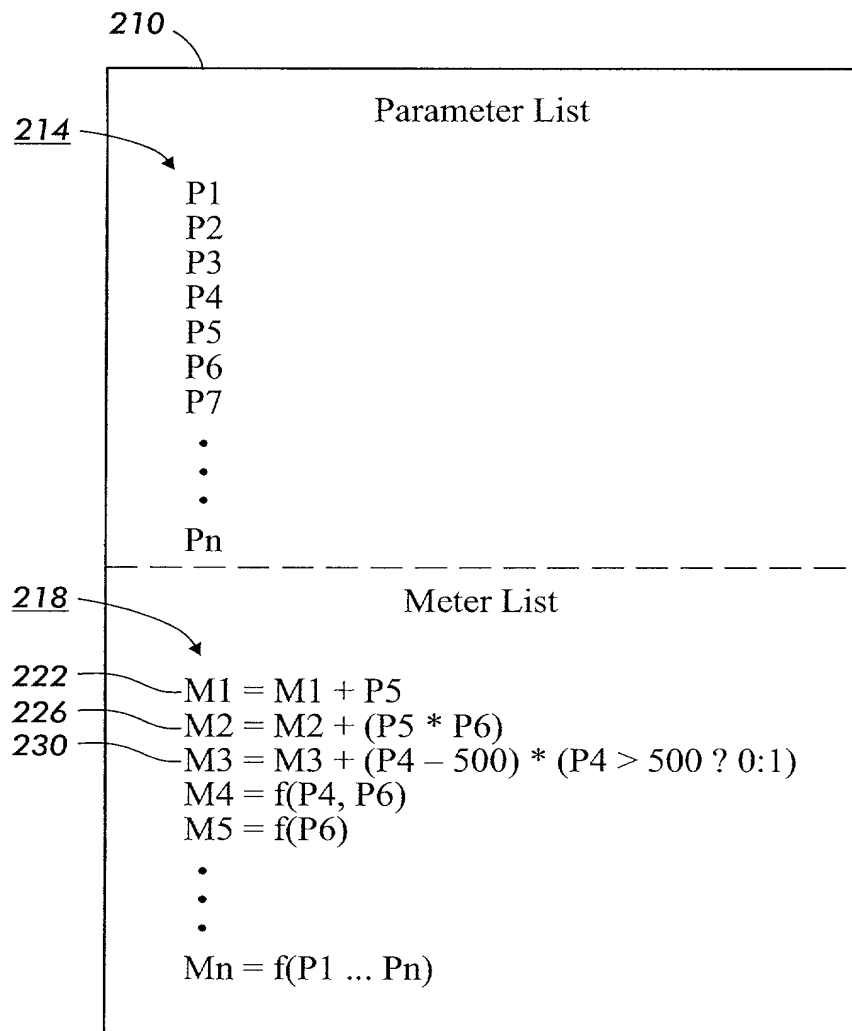 210
Parameter List
214
P1
P2
P3
P4
P5
P6
P7
Pn
Meter List
218
222 M1 = M1 + P5
226 M2 = M2 + (P5 * P6)
230 M3 = M3 + (P4 – 500) * (P4 > 500 ? 0:1)
M4 = f(P4, P6)
M5 = f(P6)
Mn = f(P1 ... Pn)